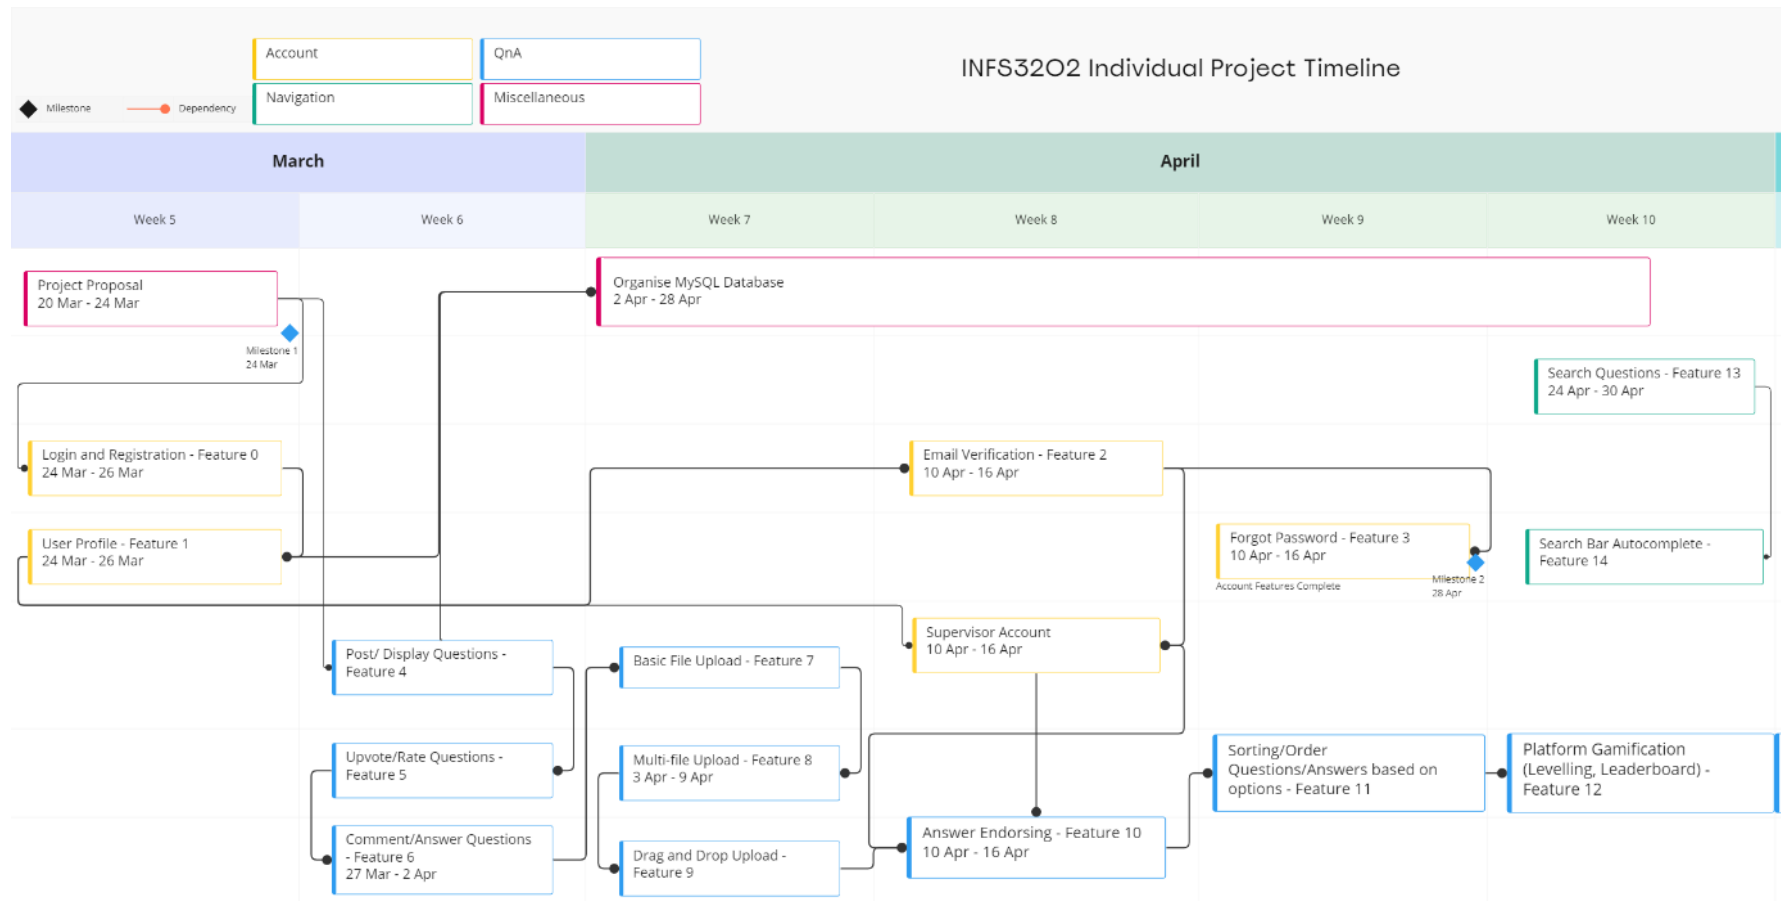 Account
QnA
INFS32O2 Individual Project Timeline
Navigation
Miscellaneous
Milestone
Dependency
March
April
Week 5
Week 6
Week 7
Week 8
Week 9
Week 10
Project Proposal
20 Mar - 24 Mar
Milestone 1
24 Mar
Organise MySQL Database
2 Apr - 28 Apr
Search Questions - Feature 13
24 Apr - 30 Apr
Login and Registration - Feature 0
24 Mar - 26 Mar
Email Verification - Feature 2
10 Apr - 16 Apr
User Profile - Feature 1
24 Mar - 26 Mar
Forgot Password - Feature 3
10 Apr - 16 Apr
Account Features Complete
Milestone 2
28 Apr
Search Bar Autocomplete -
Feature 14
Post/ Display Questions -
Feature 4
Basic File Upload - Feature 7
Supervisor Account
10 Apr - 16 Apr
Upvote/Rate Questions -
Feature 5
Multi-file Upload - Feature 8
3 Apr - 9 Apr
Sorting/Order
Questions/Answers based on
options - Feature 11
Platform Gamification
(Levelling, Leaderboard) -
Feature 12
Comment/Answer Questions
- Feature 6
27 Mar - 2 Apr
Drag and Drop Upload -
Feature 9
Answer Endorsing - Feature 10
10 Apr - 16 Apr